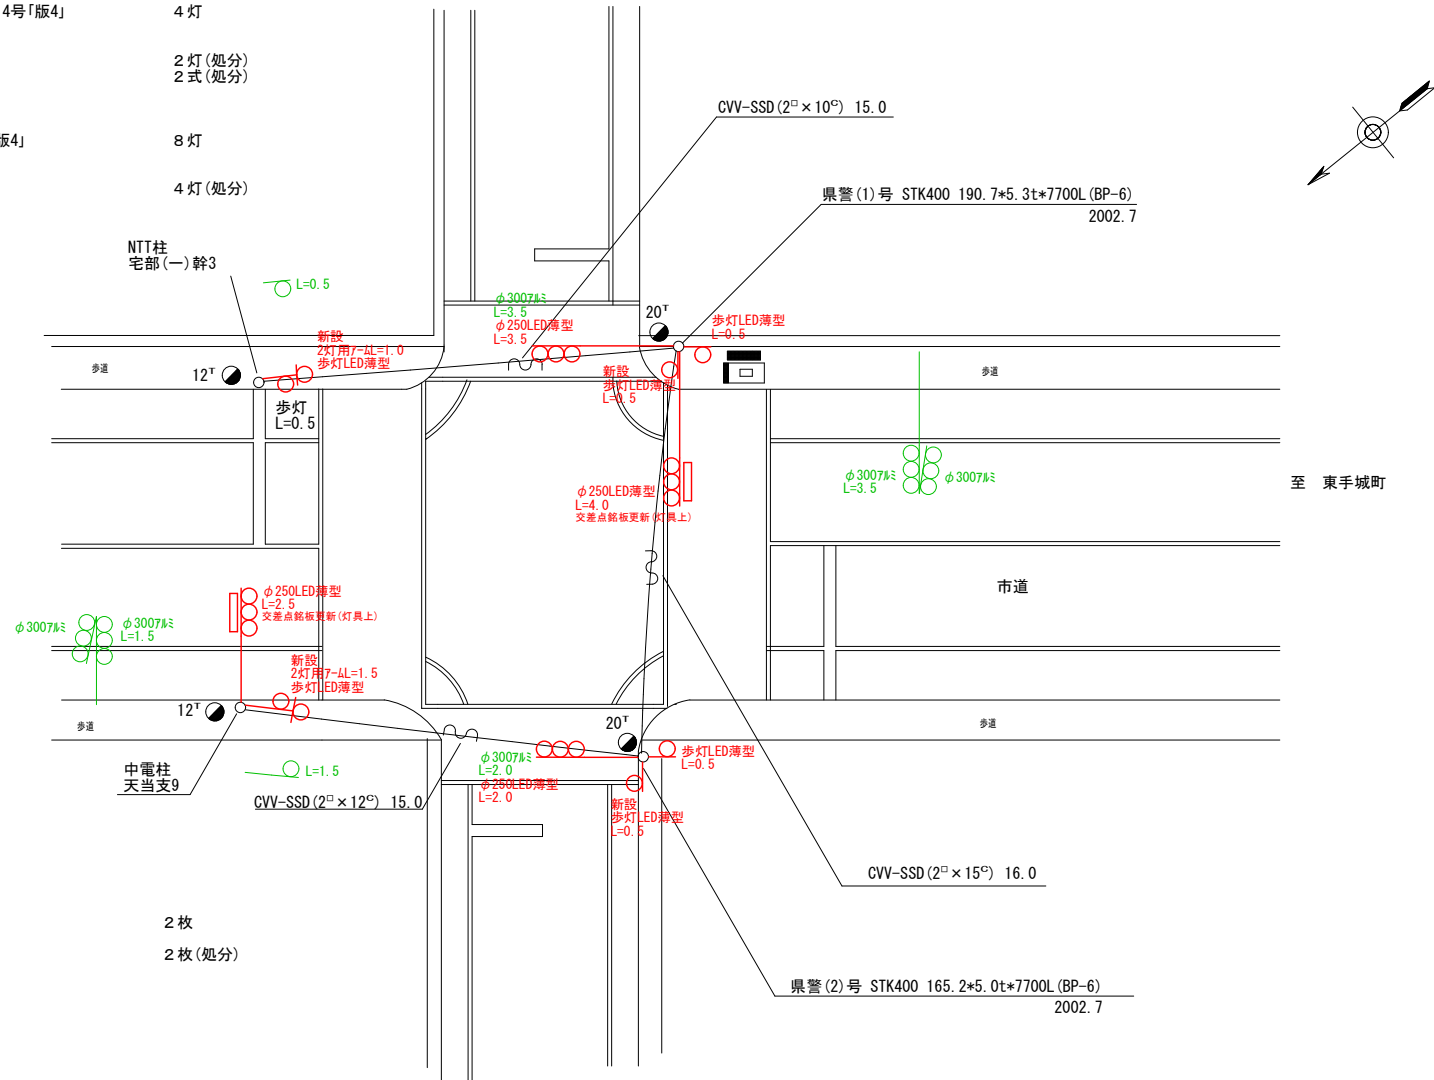 4号｢版4｣　4灯
2灯(処分)
2式(処分)
版4｣　8灯
4灯(処分)
CVV-SSD(2□×10C) 15.0
県警(1)号 STK400 190.7*5.3t*7700L(BP-6)
2002.7
NTT柱
宅部(一)幹3
L=0.5
φ300ｱﾙﾐ
L=3.5
φ250LED薄型
L=3.5
20T
歩灯LED薄型
L=0.5
新設
2灯用ｱｰﾑL=1.0
歩灯LED薄型
歩道
12T
歩灯
L=0.5
新設
歩灯LED薄型
L=0.5
歩道
φ300ｱﾙﾐ
L=3.5
φ300ｱﾙﾐ
至　東手城町
φ250LED薄型
L=4.0
交差点銘板更新(灯具上)
市道
φ250LED薄型
L=2.5
交差点銘板更新(灯具上)
φ300ｱﾙﾐ
φ300ｱﾙﾐ
L=1.5
新設
2灯用ｱｰﾑL=1.5
歩灯LED薄型
12T
歩道
20T
歩道
歩灯LED薄型
L=0.5
φ300ｱﾙﾐ
L=2.0
φ250LED薄型
L=2.0
中電柱
天当支9
L=1.5
CVV-SSD(2□×12C) 15.0
新設
歩灯LED薄型
L=0.5
CVV-SSD(2□×15C) 16.0
2枚
2枚(処分)
県警(2)号 STK400 165.2*5.0t*7700L(BP-6)
2002.7